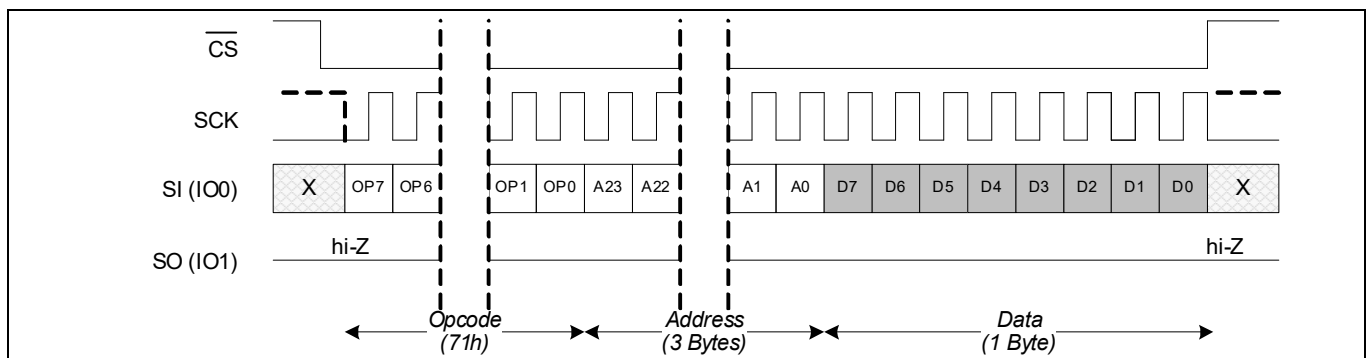 CS
SCK
SI (IO0) X OP7 OP6 OP1 OP0 A23 A22 A1 A0 D7 D6 D5 D4 D3 D2 D1 D0 X
hi-Z hi-Z
SO (IO1)
Opcode Address Data
(71h) (3 Bytes) (1 Byte)